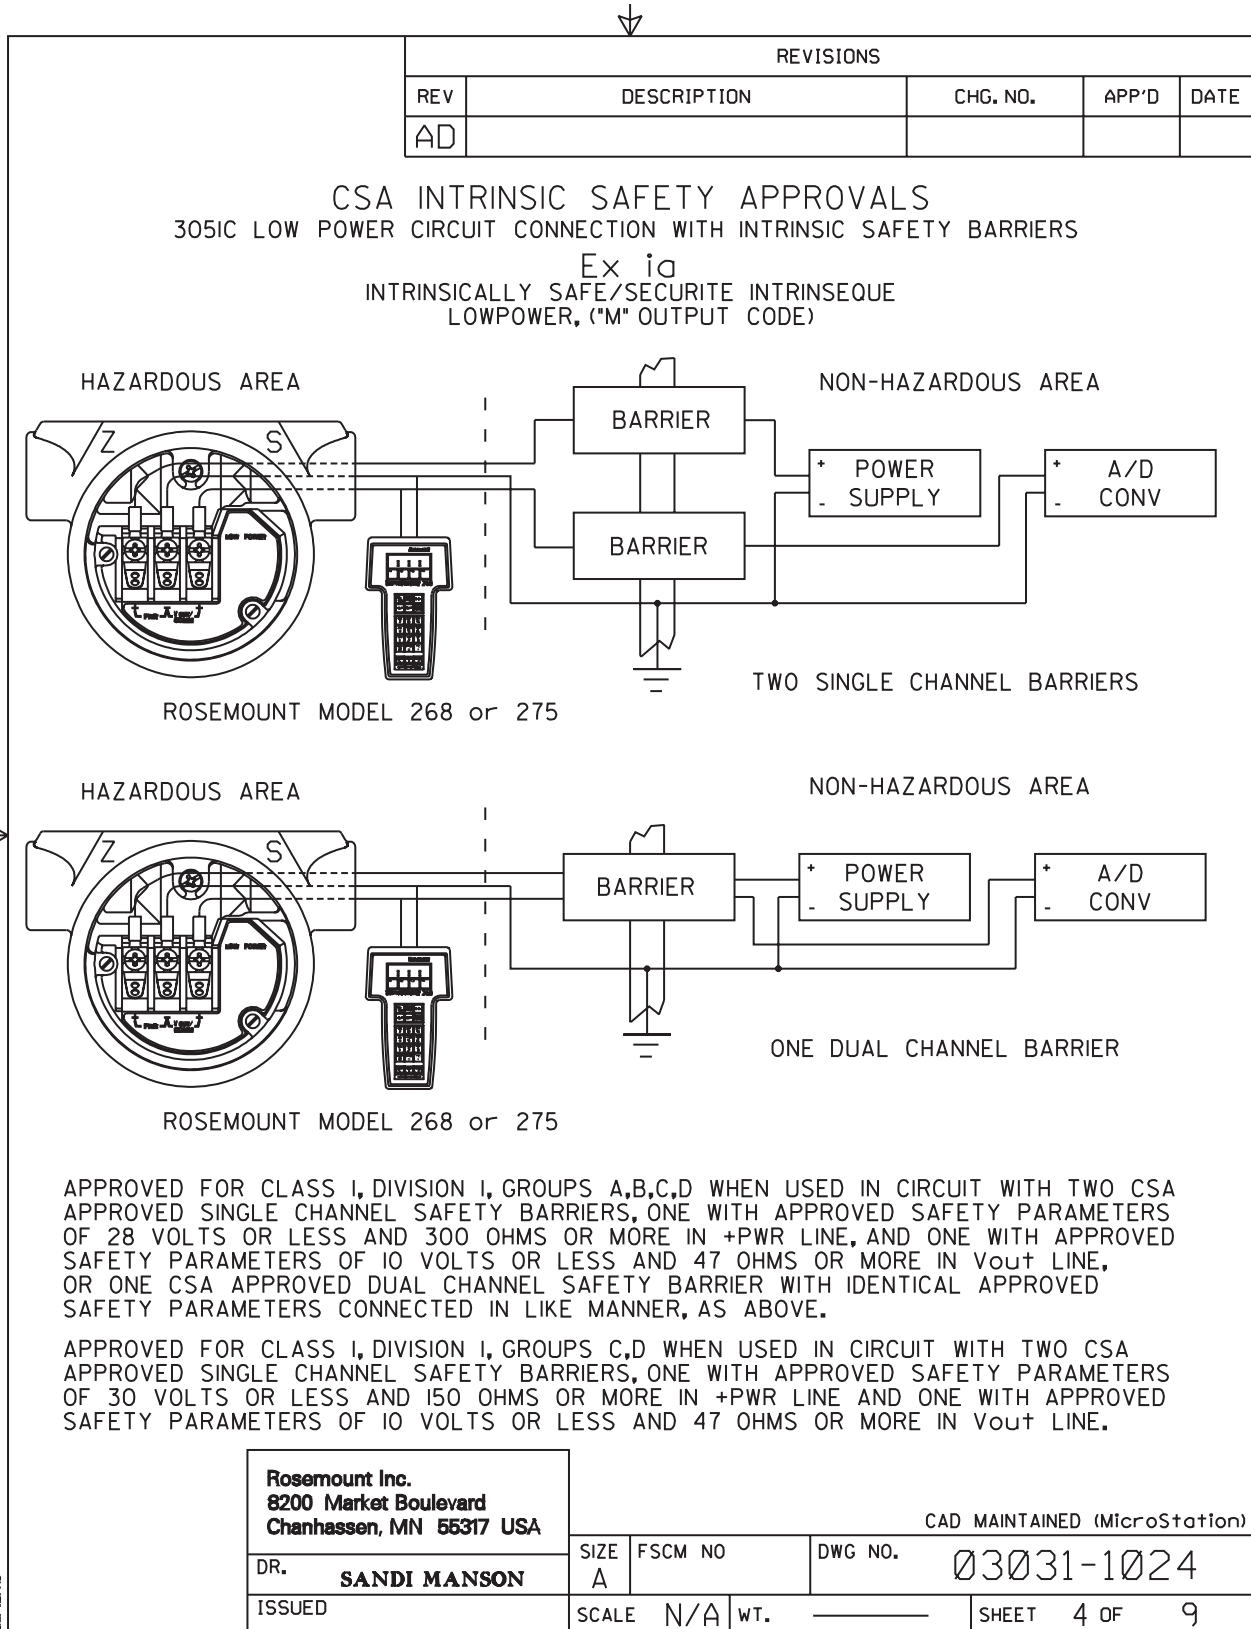 REVISIONS
REV DESCRIPTION CHG. NO. APP'D DATE
AD
CSA INTRINSIC SAFETY APPROVALS
3051C LOW POWER CIRCUIT CONNECTION WITH INTRINSIC SAFETY BARRIERS
Ex ia
INTRINSICALLY SAFE/SECURITE INTRINSEQUE
LOWPOWER, ("M" OUTPUT CODE)
HAZARDOUS AREA
NON-HAZARDOUS AREA
Z S
LOW POWER
BARRIER
+ POWER
- SUPPLY
+ A/D
- CONV
BARRIER
TWO SINGLE CHANNEL BARRIERS
ROSEMOUNT MODEL 268 or 275
HAZARDOUS AREA
NON-HAZARDOUS AREA
Z S
LOW POWER
BARRIER
+ POWER
- SUPPLY
+ A/D
- CONV
ONE DUAL CHANNEL BARRIER
ROSEMOUNT MODEL 268 or 275
APPROVED FOR CLASS I, DIVISION I, GROUPS A,B,C,D WHEN USED IN CIRCUIT WITH TWO CSA
APPROVED SINGLE CHANNEL SAFETY BARRIERS, ONE WITH APPROVED SAFETY PARAMETERS
OF 28 VOLTS OR LESS AND 300 OHMS OR MORE IN +PWR LINE, AND ONE WITH APPROVED
SAFETY PARAMETERS OF 10 VOLTS OR LESS AND 47 OHMS OR MORE IN Vout LINE,
OR ONE CSA APPROVED DUAL CHANNEL SAFETY BARRIER WITH IDENTICAL APPROVED
SAFETY PARAMETERS CONNECTED IN LIKE MANNER, AS ABOVE.
APPROVED FOR CLASS I, DIVISION I, GROUPS C,D WHEN USED IN CIRCUIT WITH TWO CSA
APPROVED SINGLE CHANNEL SAFETY BARRIERS, ONE WITH APPROVED SAFETY PARAMETERS
OF 30 VOLTS OR LESS AND 150 OHMS OR MORE IN +PWR LINE AND ONE WITH APPROVED
SAFETY PARAMETERS OF 10 VOLTS OR LESS AND 47 OHMS OR MORE IN Vout LINE.
Rosemount Inc.
8200 Market Boulevard
Chanhassen, MN 55317 USA
CAD MAINTAINED (MicroStation)
DR. SANDI MANSON
SIZE A
FSCM NO
DWG NO. 03031-1024
ISSUED
SCALE N/A WT. SHEET 4 OF 9